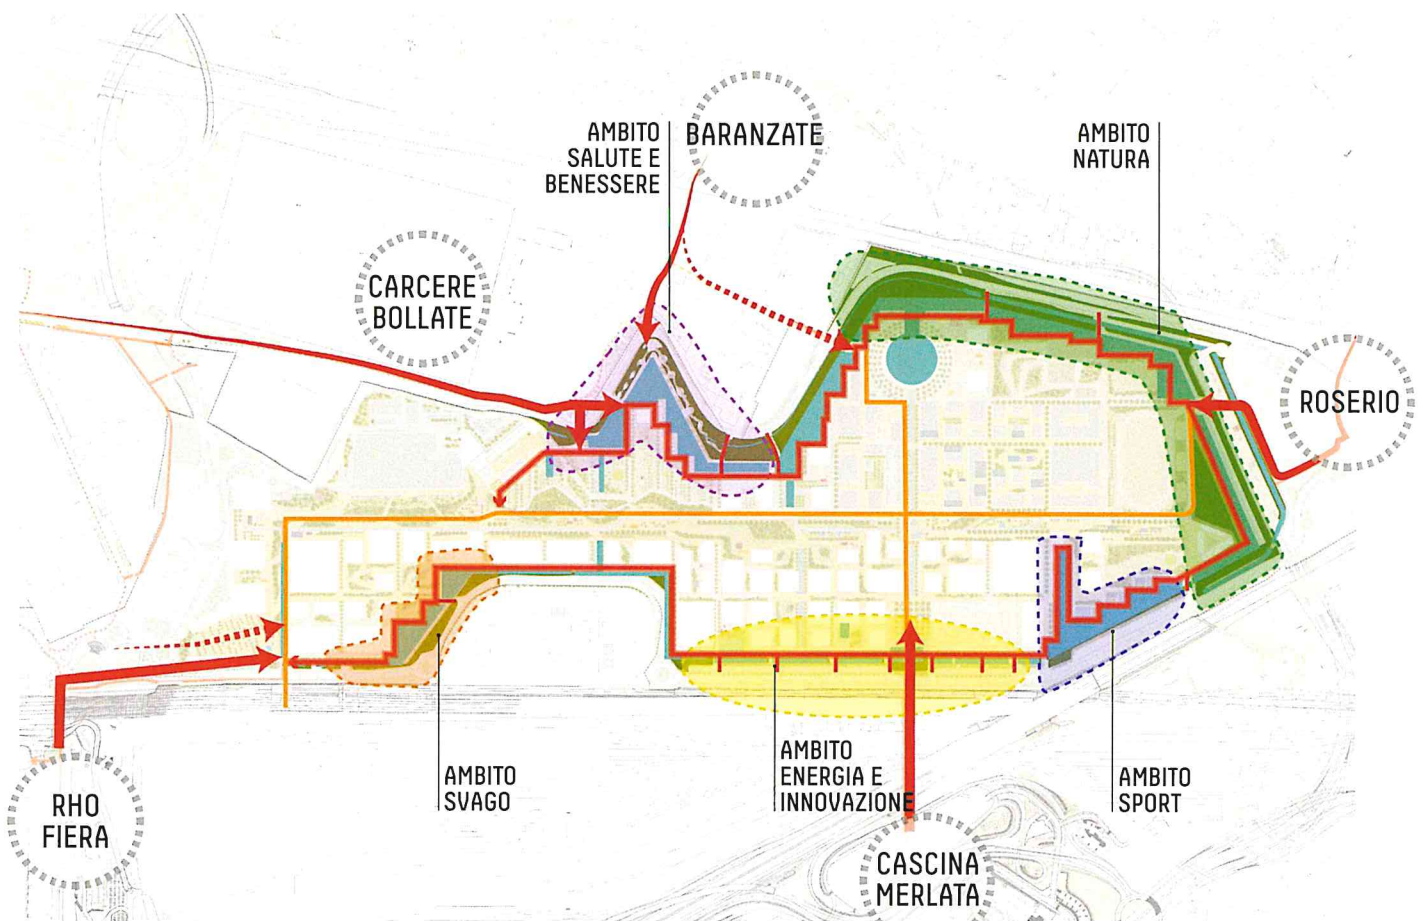 AMBITO
SALUTE E
BENESSERE
BARANZATE
AMBITO
NATURA
CARCERE
BOLLATE
ROSERIO
RHO
FIERA
AMBITO
SVAGO
AMBITO
ENERGIA E
INNOVAZIONE
AMBITO
SPORT
CASCINA
MERLATA